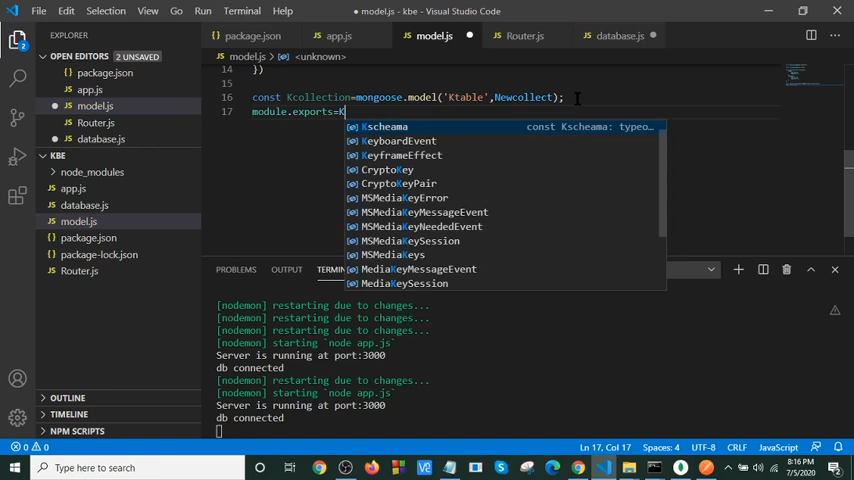 File Edit Selection View Go Run Terminal Help
● model.js - kbe - Visual Studio Code
EXPLORER
package.json
app.js
model.js
Router.js
database.js
model.js > <unknown>
OPEN EDITORS 2 UNSAVED
package.json
app.js
model.js
Router.js
database.js
KBE
node_modules
app.js
database.js
model.js
package.json
package-lock.json
Router.js
OUTLINE
TIMELINE
NPM SCRIPTS
14 })
15
16 const Kcollection=mongoose.model('Ktable',Newcollect);
17 module.exports=K
Kscheama const Kscheama: typeo…
KeyboardEvent
KeyframeEffect
CryptoKey
CryptoKeyPair
MSMediaKeyError
MSMediaKeyMessageEvent
MSMediaKeyNeededEvent
MSMediaKeySession
MSMediaKeys
MediaKeyMessageEvent
MediaKeySession
PROBLEMS OUTPUT TERMI
[nodemon] restarting due to changes...
[nodemon] restarting due to changes...
[nodemon] restarting due to changes...
[nodemon] starting `node app.js`
Server is running at port:3000
db connected
[nodemon] restarting due to changes...
[nodemon] starting `node app.js`
Server is running at port:3000
db connected
0 0
Ln 17, Col 17 Spaces: 4 UTF-8 CRLF JavaScript
Type here to search
8:16 PM
7/5/2020